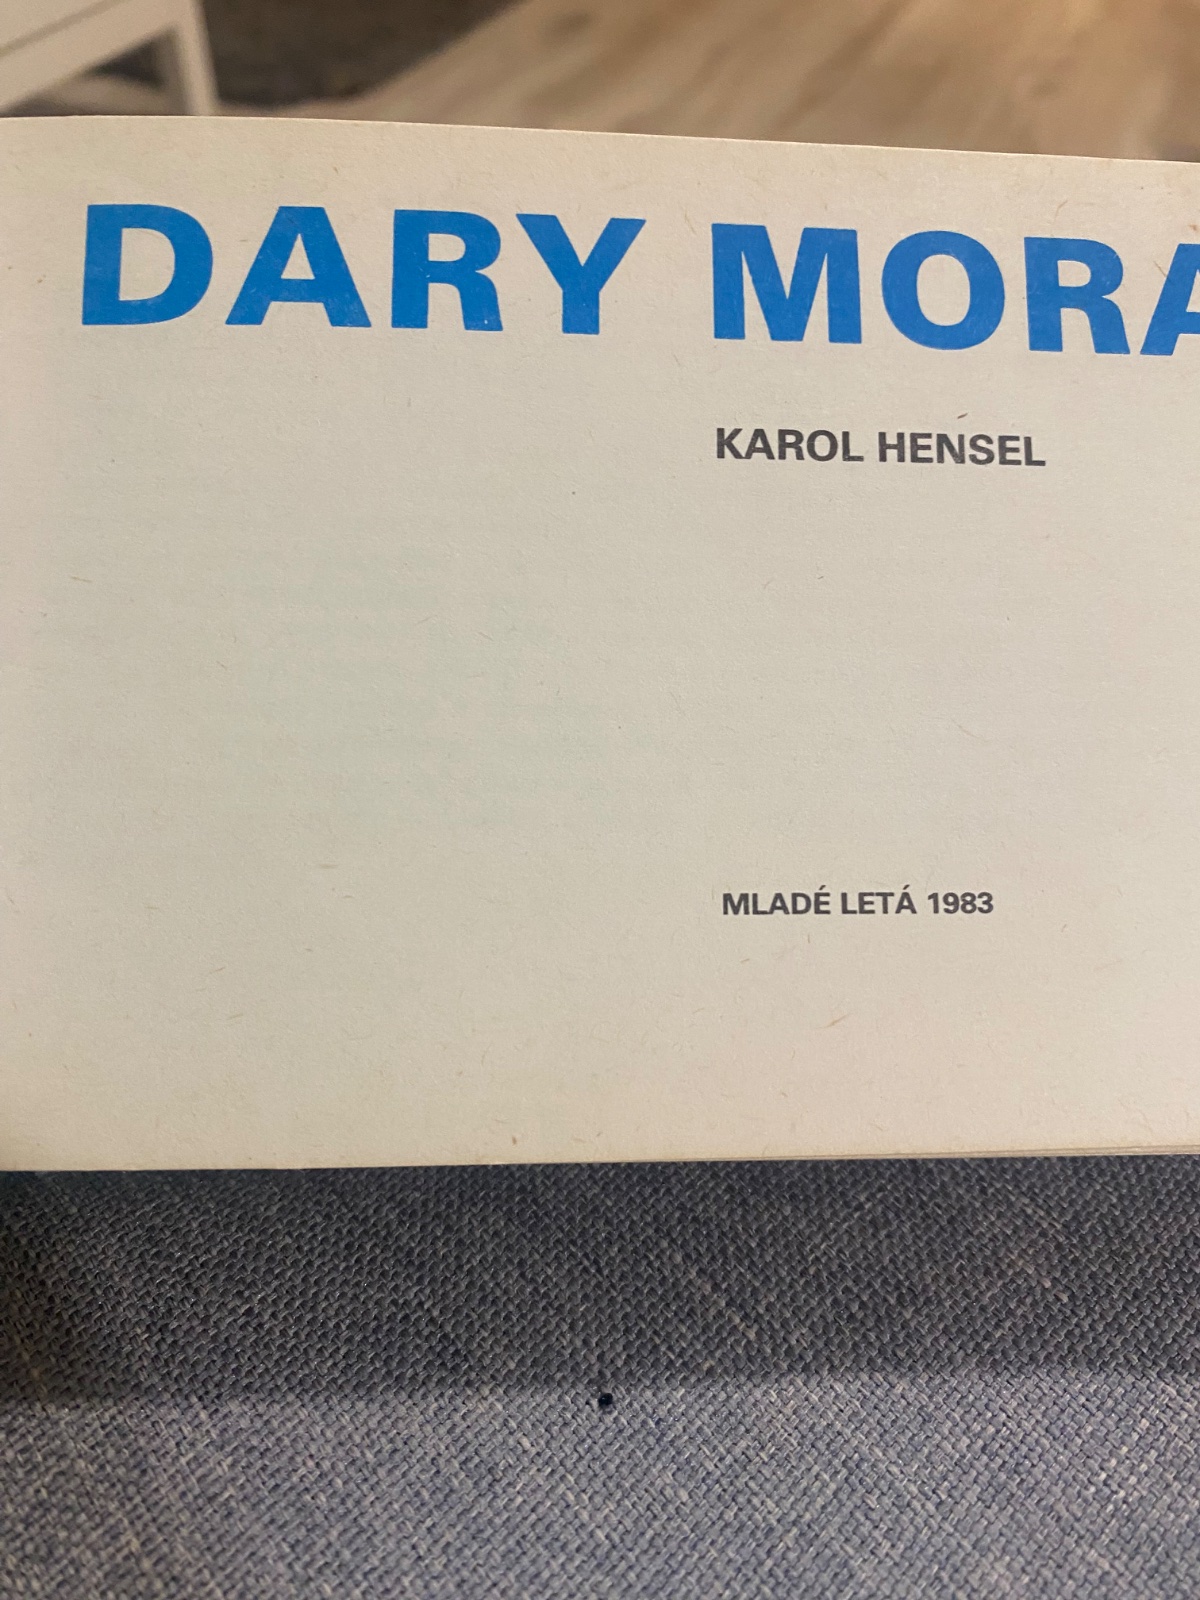 DARY MORA
KAROL HENSEL
MLADÉ LETÁ 1983